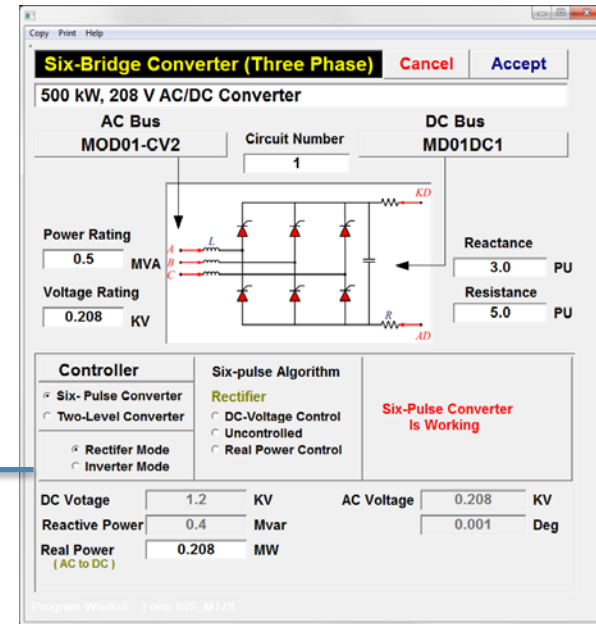 Copy Print Help
Six-Bridge Converter (Three Phase) Cancel Accept
500 kW, 208 V AC/DC Converter
AC Bus DC Bus
MOD01-CV2 Circuit Number MD01DC1
1
KD
Power Rating
0.5 MVA
A L
B
C
Reactance
3.0 PU
Voltage Rating
0.208 KV
Resistance
5.0 PU
R
AD
Controller Six-pulse Algorithm
Six- Pulse Converter Rectifier
Two-Level Converter DC-Voltage Control
Uncontrolled
Rectifer Mode Real Power Control
Inverter Mode
Six-Pulse Converter
Is Working
DC Votage 1.2 KV AC Voltage 0.208 KV
Reactive Power 0.4 Mvar 0.001 Deg
Real Power 0.208 MW
( AC to DC )
Program WinIGS - Form IGS_M178